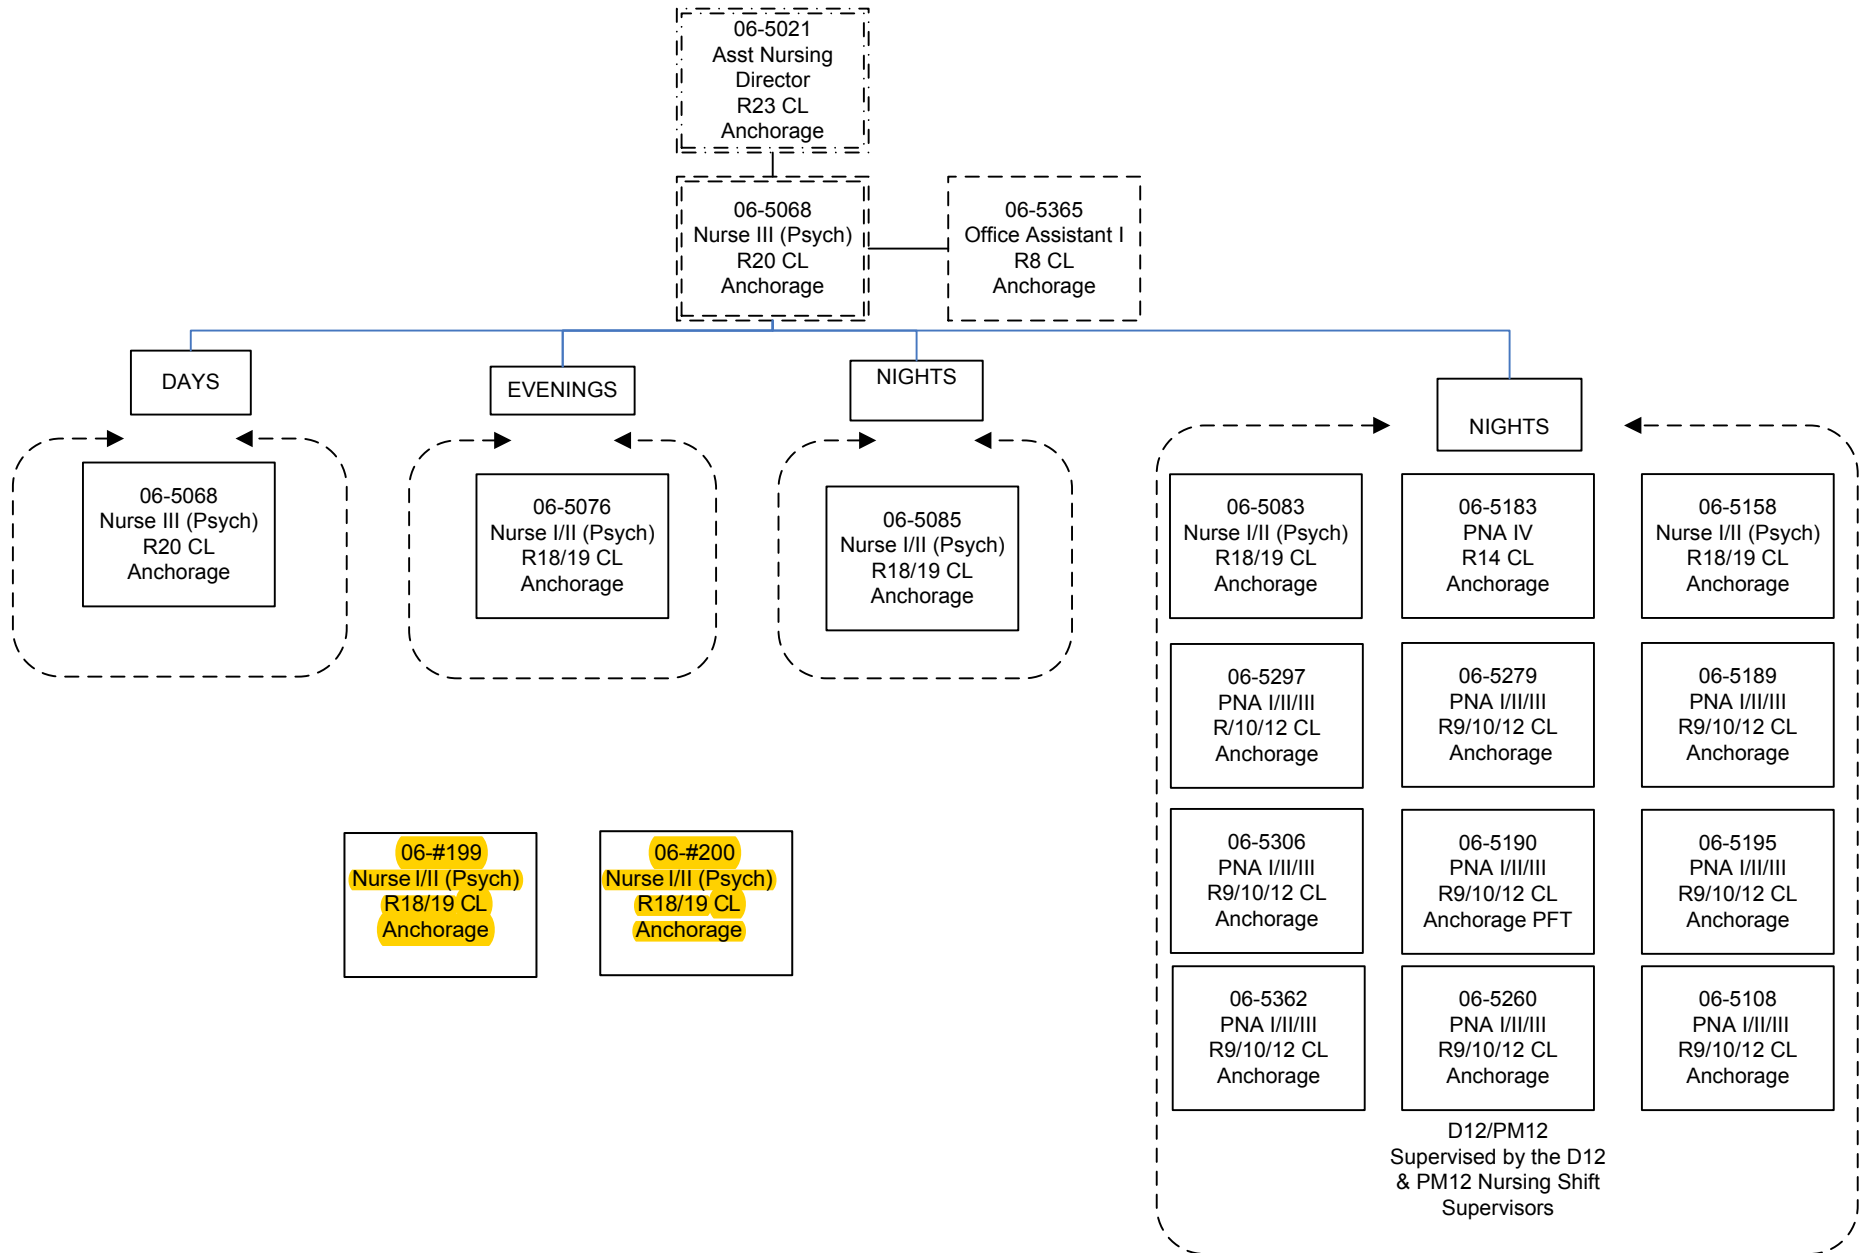 06-5021
Asst Nursing
Director
R23 CL
Anchorage
06-5068
Nurse III (Psych)
R20 CL
Anchorage
06-5365
Office Assistant I
R8 CL
Anchorage
DAYS
EVENINGS
NIGHTS
NIGHTS
06-5068
Nurse III (Psych)
R20 CL
Anchorage
06-5076
Nurse I/II (Psych)
R18/19 CL
Anchorage
06-5085
Nurse I/II (Psych)
R18/19 CL
Anchorage
06-5083
Nurse I/II (Psych)
R18/19 CL
Anchorage
06-5183
PNA IV
R14 CL
Anchorage
06-5158
Nurse I/II (Psych)
R18/19 CL
Anchorage
06-5297
PNA I/II/III
R/10/12 CL
Anchorage
06-5279
PNA I/II/III
R9/10/12 CL
Anchorage
06-5189
PNA I/II/III
R9/10/12 CL
Anchorage
06-#199
Nurse I/II (Psych)
R18/19 CL
Anchorage
06-#200
Nurse I/II (Psych)
R18/19 CL
Anchorage
06-5306
PNA I/II/III
R9/10/12 CL
Anchorage
06-5190
PNA I/II/III
R9/10/12 CL
Anchorage PFT
06-5195
PNA I/II/III
R9/10/12 CL
Anchorage
06-5362
PNA I/II/III
R9/10/12 CL
Anchorage
06-5260
PNA I/II/III
R9/10/12 CL
Anchorage
06-5108
PNA I/II/III
R9/10/12 CL
Anchorage
D12/PM12
Supervised by the D12
& PM12 Nursing Shift
Supervisors